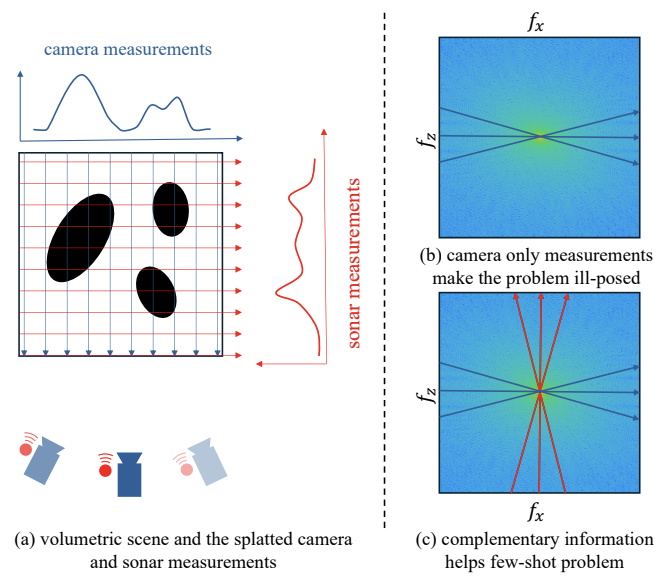 camera measurements
sonar measurements
(a) volumetric scene and the splatted camera
and sonar measurements
f_x
f_z
(b) camera only measurements
make the problem ill-posed
f_z
f_x
(c) complementary information
helps few-shot problem